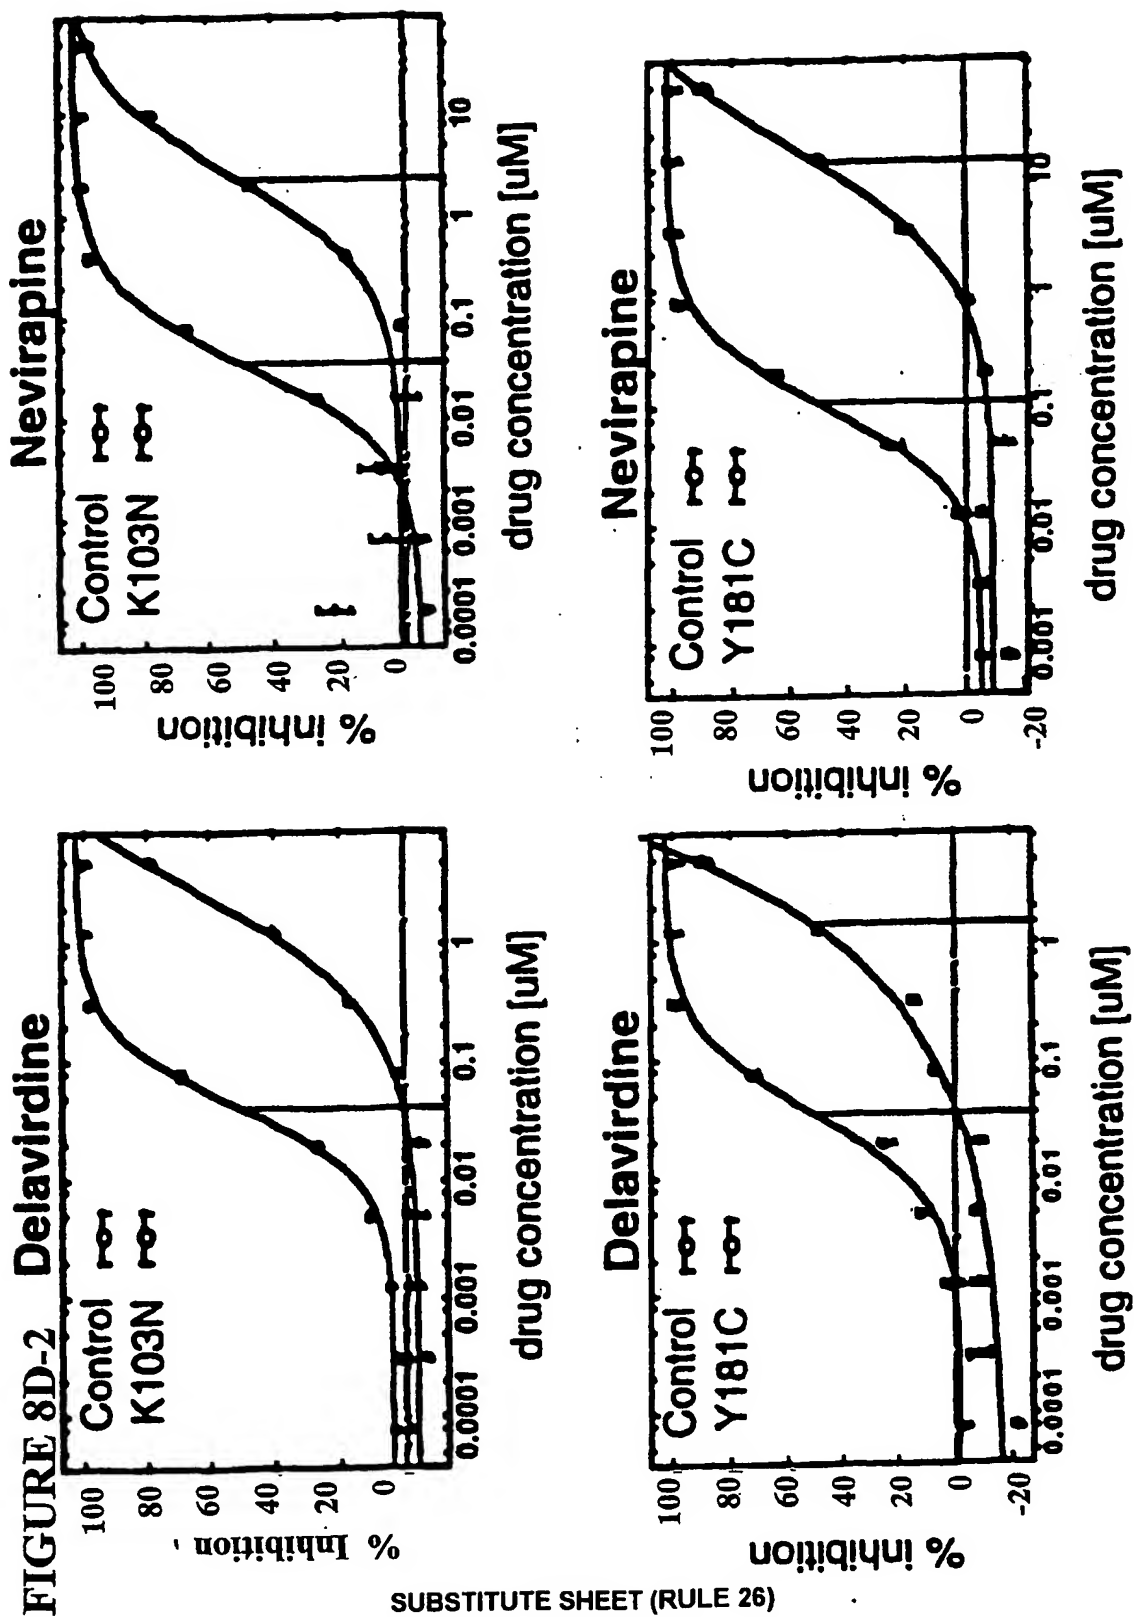 FIGURE 8D-2
Delavirdine
Control
K103N
% Inhibition
100
80
60
40
20
0
0.0001
0.001
0.01
0.1
1
drug concentration [uM]
Nevirapine
Control
K103N
% inhibition
100
80
60
40
20
0
0.0001
0.001
0.01
0.1
1
10
drug concentration [uM]
Delavirdine
Control
Y181C
% inhibition
100
80
60
40
20
0
-20
0.0001
0.001
0.01
0.1
1
drug concentration [uM]
Nevirapine
Control
Y181C
% inhibition
100
80
60
40
20
0
-20
0.001
0.01
0.1
1
10
drug concentration [uM]
SUBSTITUTE SHEET (RULE 26)